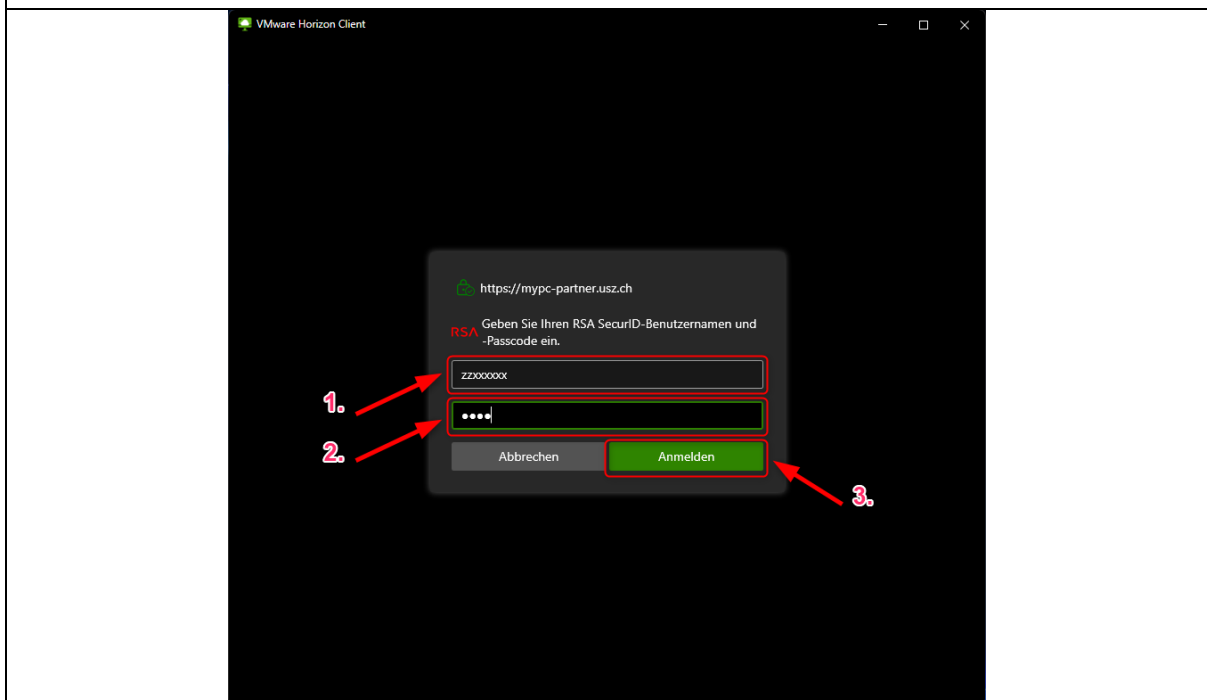 VMware Horizon Client
https://mypc-partner.usz.ch
RSA
Geben Sie Ihren RSA SecurID-Benutzernamen und
-Passcode ein.
1.
zzxxxxxx
2.
••••
Abbrechen
Anmelden
3.